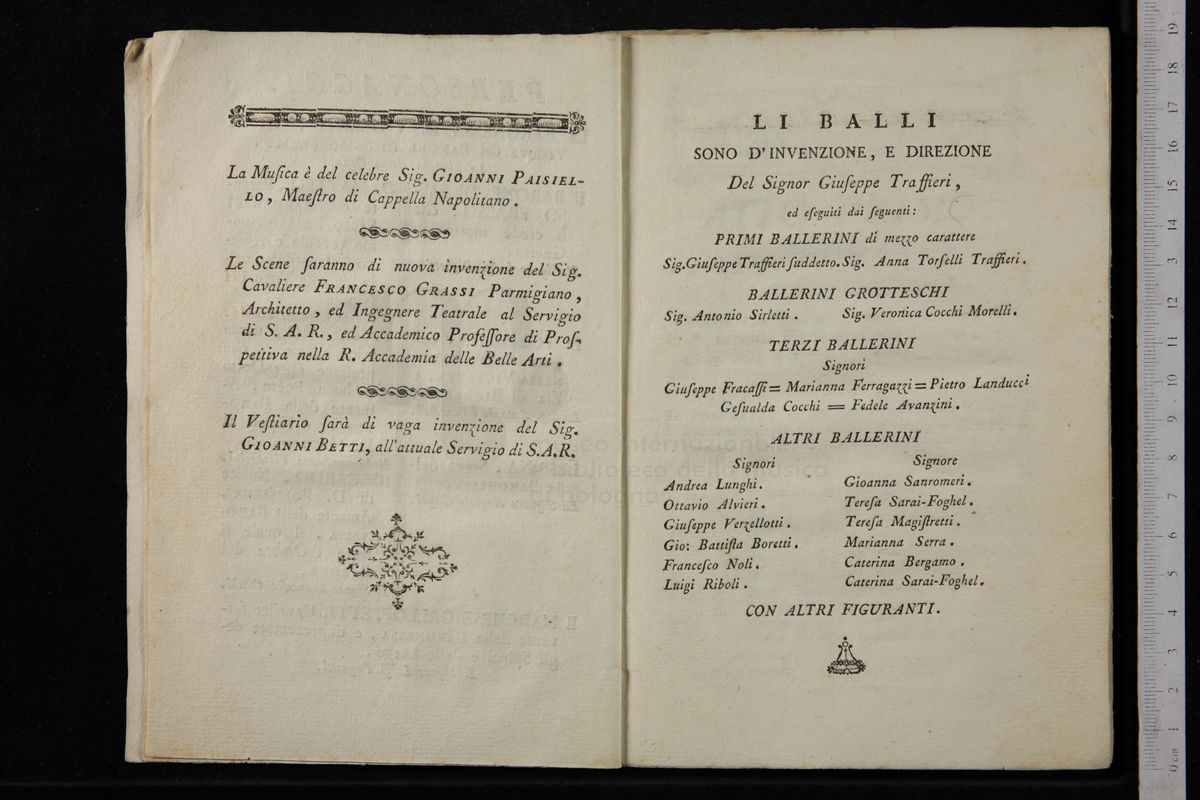 La Muſica è del celebre Sig. GIOANNI PAISIEL-
LO, Maeſtro di Cappella Napolitano.
Le Scene ſaranno di nuova invenzione del Sig.
Cavaliere FRANCESCO GRASSI Parmigiano,
Architetto, ed Ingegnere Teatrale al Servigio
di S. A. R., ed Accademico Profeſſore di Proſ-
petitiva nella R. Accademia delle Belle Arti.
Il Veſtiario ſarà di vaga invenzione del Sig.
GIOANNI BETTI, all'attuale Servigio di S.A.R.
LI BALLI
SONO D'INVENZIONE, E DIREZIONE
Del Signor Giuſeppe Traffieri,
ed eſeguiti dai ſeguenti:
PRIMI BALLERINI di mezzo carattere
Sig. Giuſeppe Traffieri ſuddetto. Sig. Anna Torſelli Traffieri.
BALLERINI GROTTESCHI
Sig. Antonio Sirletti. Sig. Veronica Cocchi Morelli.
TERZI BALLERINI
Signori
Giuſeppe Fracaſſi = Marianna Ferragazzi = Pietro Landucci
Geſualda Cocchi = Fedele Avanzini.
ALTRI BALLERINI
Signori
Andrea Lunghi.
Ottavio Alvieri.
Giuſeppe Verzellotti.
Gio: Battiſta Boretti.
Franceſco Noli.
Luigi Riboli.
Signore
Gioanna Sanromeri.
Tereſa Sarai-Foghel.
Tereſa Magiſtretti.
Marianna Serra.
Caterina Bergamo.
Caterina Sarai-Foghel.
CON ALTRI FIGURANTI.